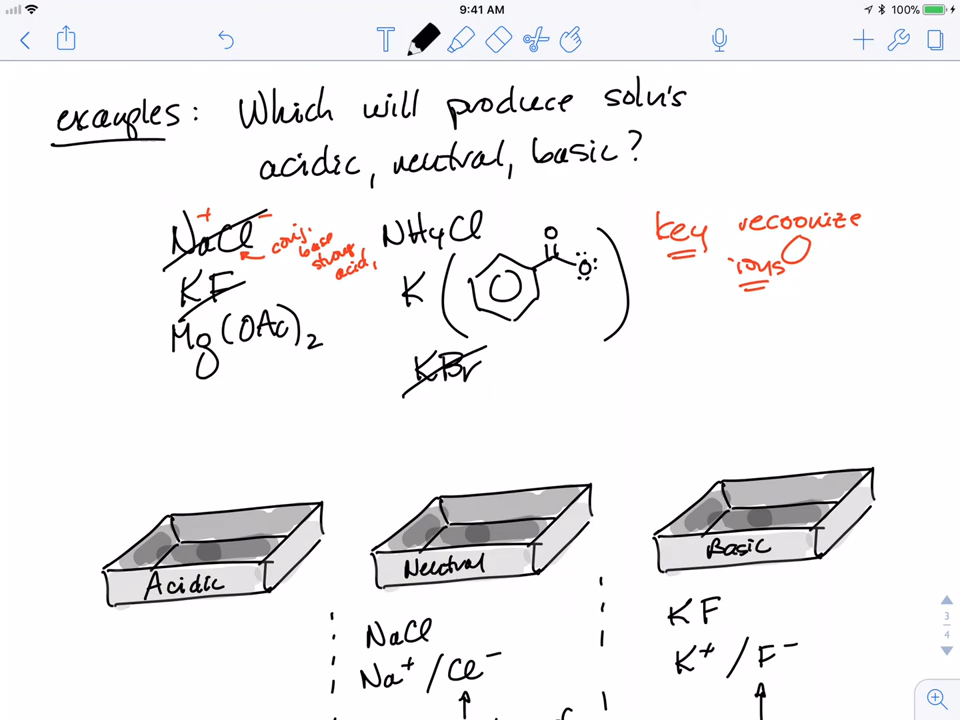 9:41 AM
100%
T
examples: Which will produce soln's
acidic, neutral, basic?
NaCl
+ −
conj. base strong acid,
KF
Mg(OAc)2
NH4Cl
K ( O O )
KBr
key recognize
ions
Acidic
Neutral
Basic
NaCl
Na+ / Cl−
KF
K+ / F−
3
4